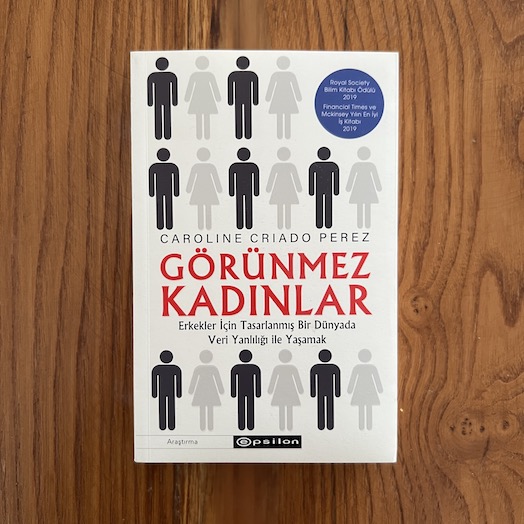 Royal Society
Bilim Kitabı Ödülü
2019
Financial Times ve
Mckinsey Yılın En İyi
İş Kitabı
2019
CAROLINE CRIADO PEREZ
GÖRÜNMEZ
KADINLAR
Erkekler İçin Tasarlanmış Bir Dünyada
Veri Yanlılığı ile Yaşamak
Araştırma
epsilon